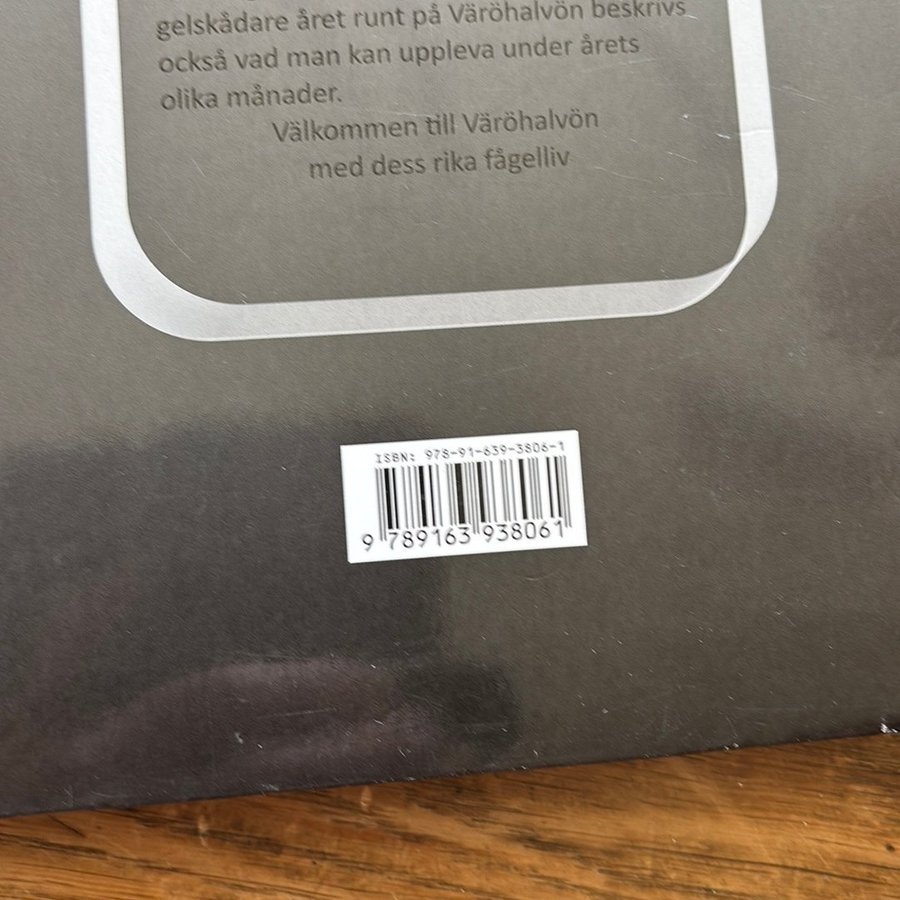 gelskådare året runt på Väröhalvön beskrivs
också vad man kan uppleva under årets
olika månader.
Välkommen till Väröhalvön
med dess rika fågelliv
ISBN: 978-91-639-3806-1
9 789163 938061